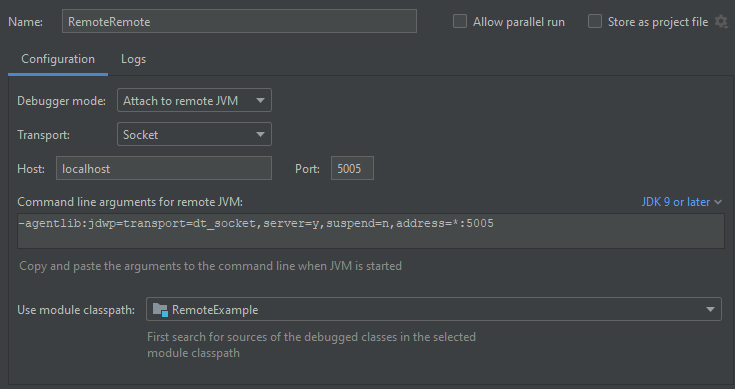 Name: RemoteRemote Allow parallel run Store as project file
Configuration Logs
Debugger mode: Attach to remote JVM
Transport: Socket
Host: localhost Port: 5005
Command line arguments for remote JVM: JDK 9 or later
-agentlib:jdwp=transport=dt_socket,server=y,suspend=n,address=*:5005
Copy and paste the arguments to the command line when JVM is started
Use module classpath: RemoteExample
First search for sources of the debugged classes in the selected
module classpath